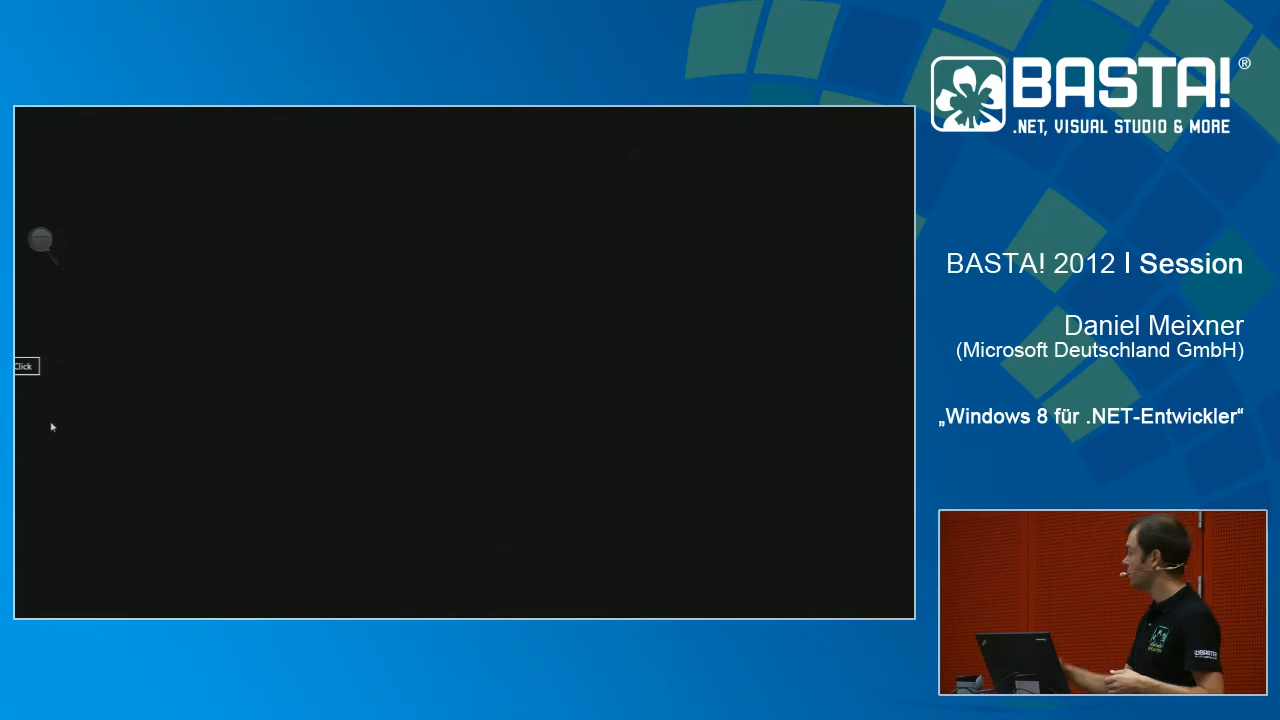 BASTA!®
.NET, VISUAL STUDIO & MORE
Click
BASTA! 2012 I Session
Daniel Meixner
(Microsoft Deutschland GmbH)
„Windows 8 für .NET-Entwickler“
BASTA!